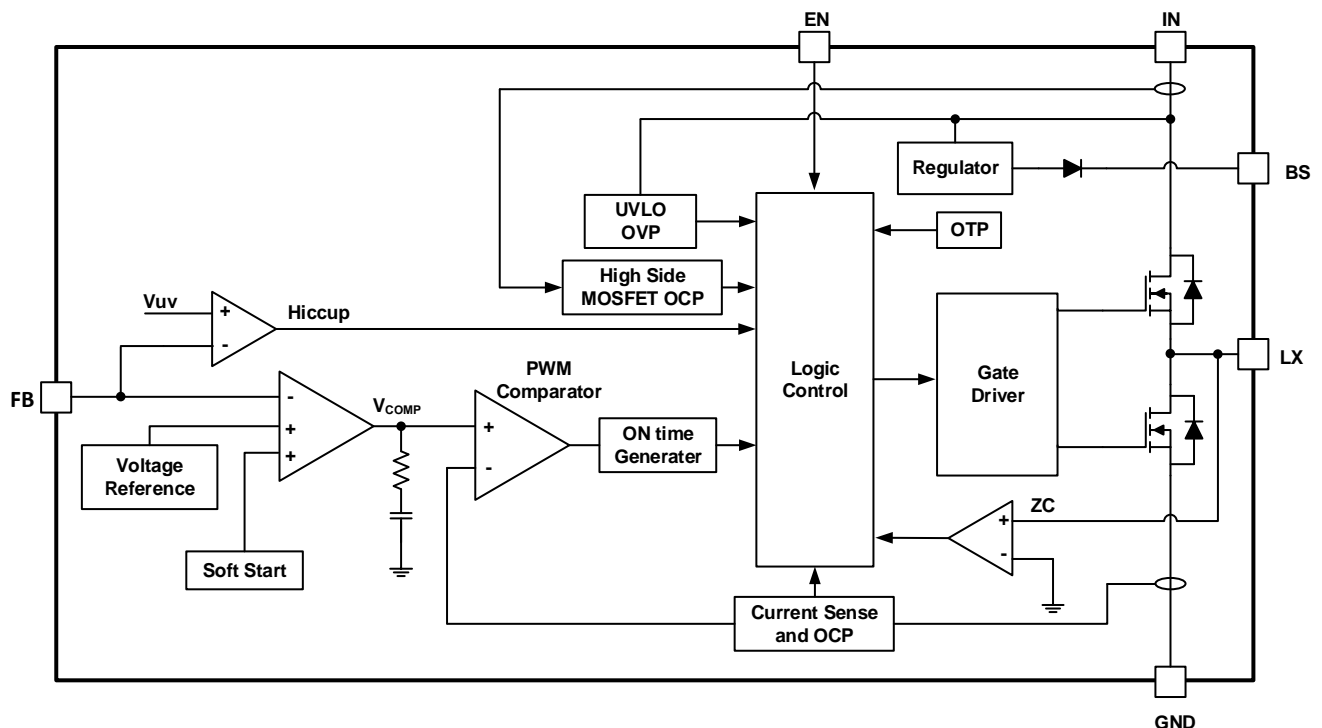 EN
IN
Regulator
BS
UVLO
OVP
OTP
High Side
MOSFET OCP
Vuv
+
-
Hiccup
LX
PWM
Comparator
Logic
Control
Gate
Driver
FB
-
+
+
VCOMP
+
-
ON time
Generater
Voltage
Reference
ZC
+
-
Soft Start
Current Sense
and OCP
GND